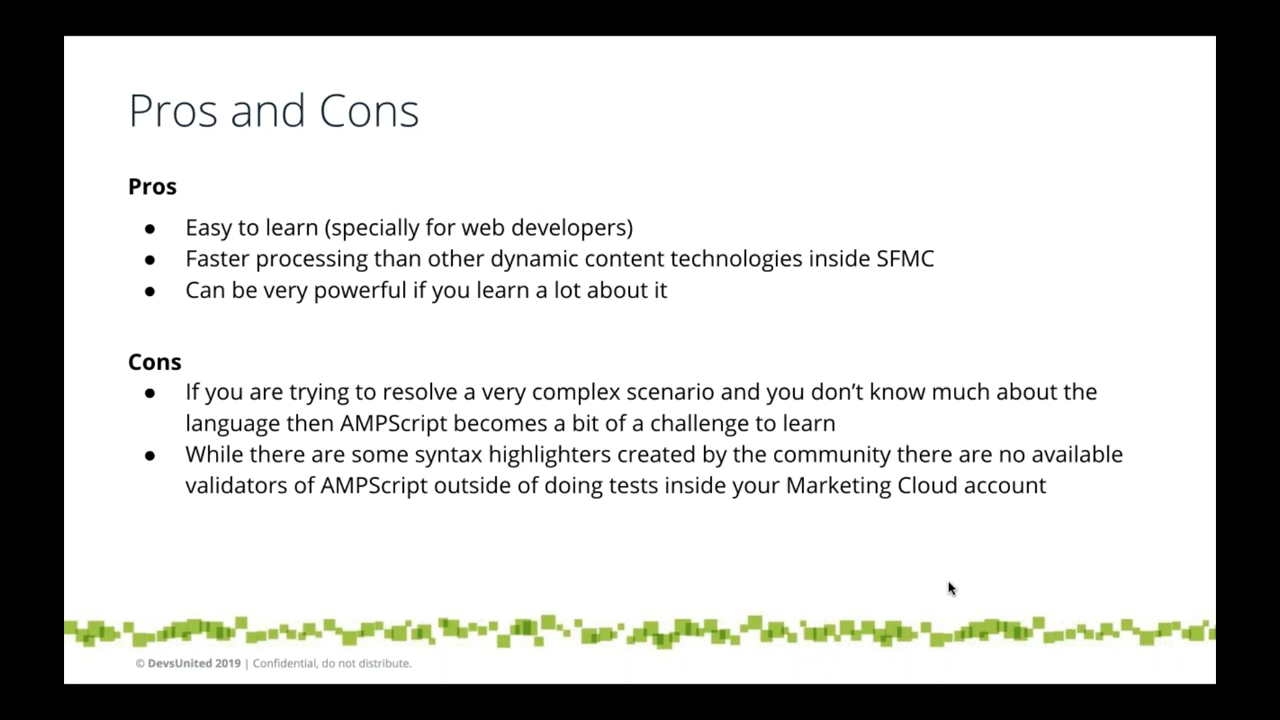 Pros and Cons
Pros
● Easy to learn (specially for web developers)
● Faster processing than other dynamic content technologies inside SFMC
● Can be very powerful if you learn a lot about it
Cons
● If you are trying to resolve a very complex scenario and you don’t know much about the
language then AMPScript becomes a bit of a challenge to learn
● While there are some syntax highlighters created by the community there are no available
validators of AMPScript outside of doing tests inside your Marketing Cloud account
© DevsUnited 2019 | Confidential, do not distribute.